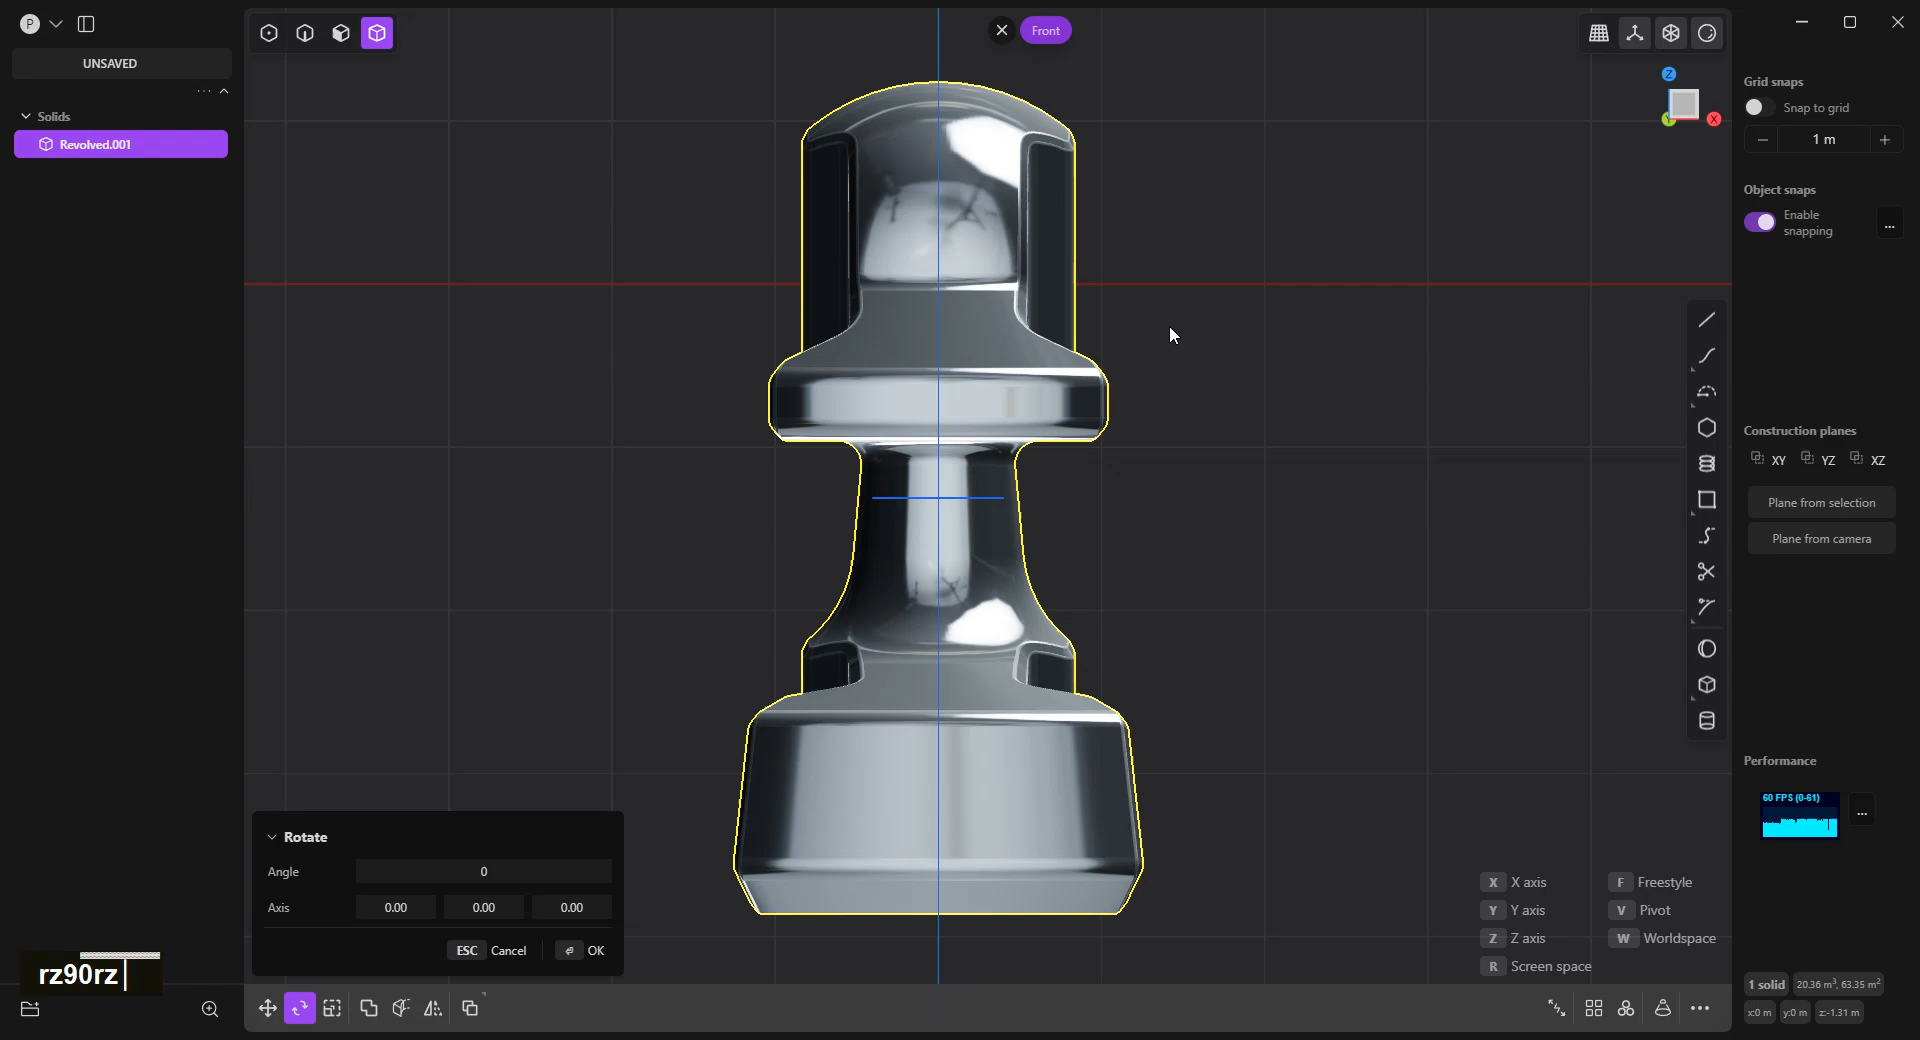 P
Front
UNSAVED
...
Solids
Revolved.001
Z
Y
X
Grid snaps
Snap to grid
1 m
Object snaps
Enable
snapping
...
Construction planes
XY
YZ
XZ
Plane from selection
Plane from camera
Performance
60 FPS (0-61)
...
Rotate
Angle 0
Axis 0.00 0.00 0.00
ESC Cancel OK
X X axis F Freestyle
Y Y axis V Pivot
Z Z axis W Worldspace
R Screen space
rz90rz
1 solid 20.36 m³, 63.35 m²
x:0 m y:0 m z:-1.31 m